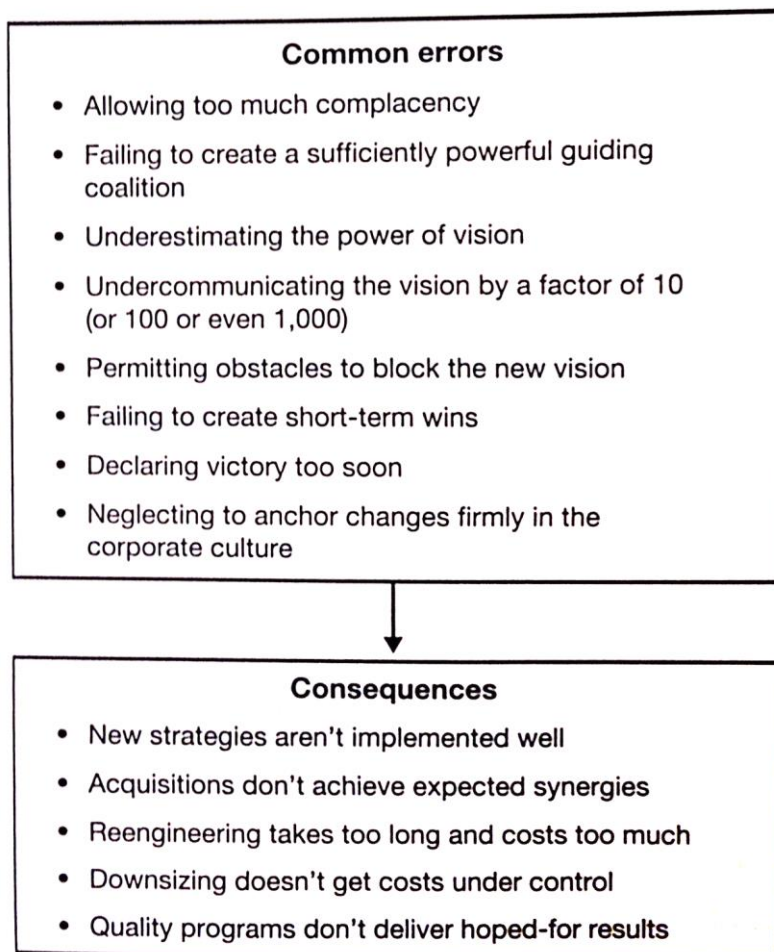 Common errors
• Allowing too much complacency
• Failing to create a sufficiently powerful guiding
coalition
• Underestimating the power of vision
• Undercommunicating the vision by a factor of 10
(or 100 or even 1,000)
• Permitting obstacles to block the new vision
• Failing to create short-term wins
• Declaring victory too soon
• Neglecting to anchor changes firmly in the
corporate culture
Consequences
• New strategies aren't implemented well
• Acquisitions don't achieve expected synergies
• Reengineering takes too long and costs too much
• Downsizing doesn't get costs under control
• Quality programs don't deliver hoped-for results